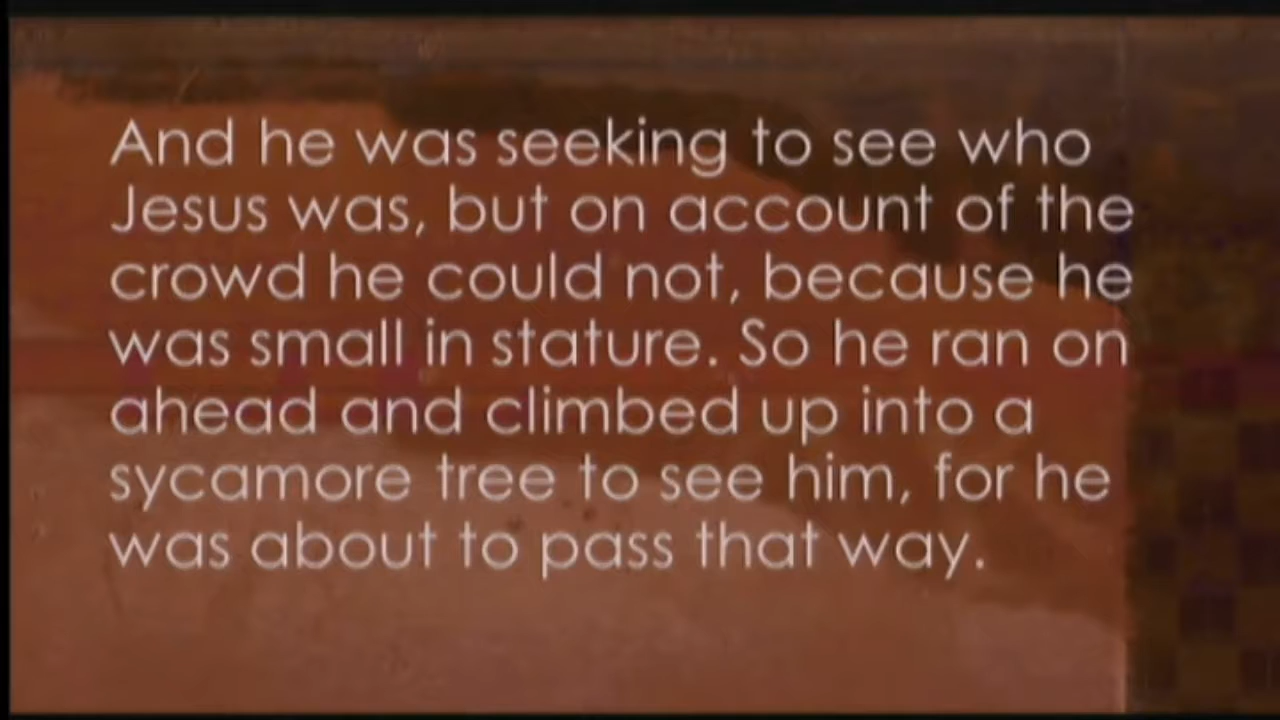 And he was seeking to see who
Jesus was, but on account of the
crowd he could not, because he
was small in stature. So he ran on
ahead and climbed up into a
sycamore tree to see him, for he
was about to pass that way.